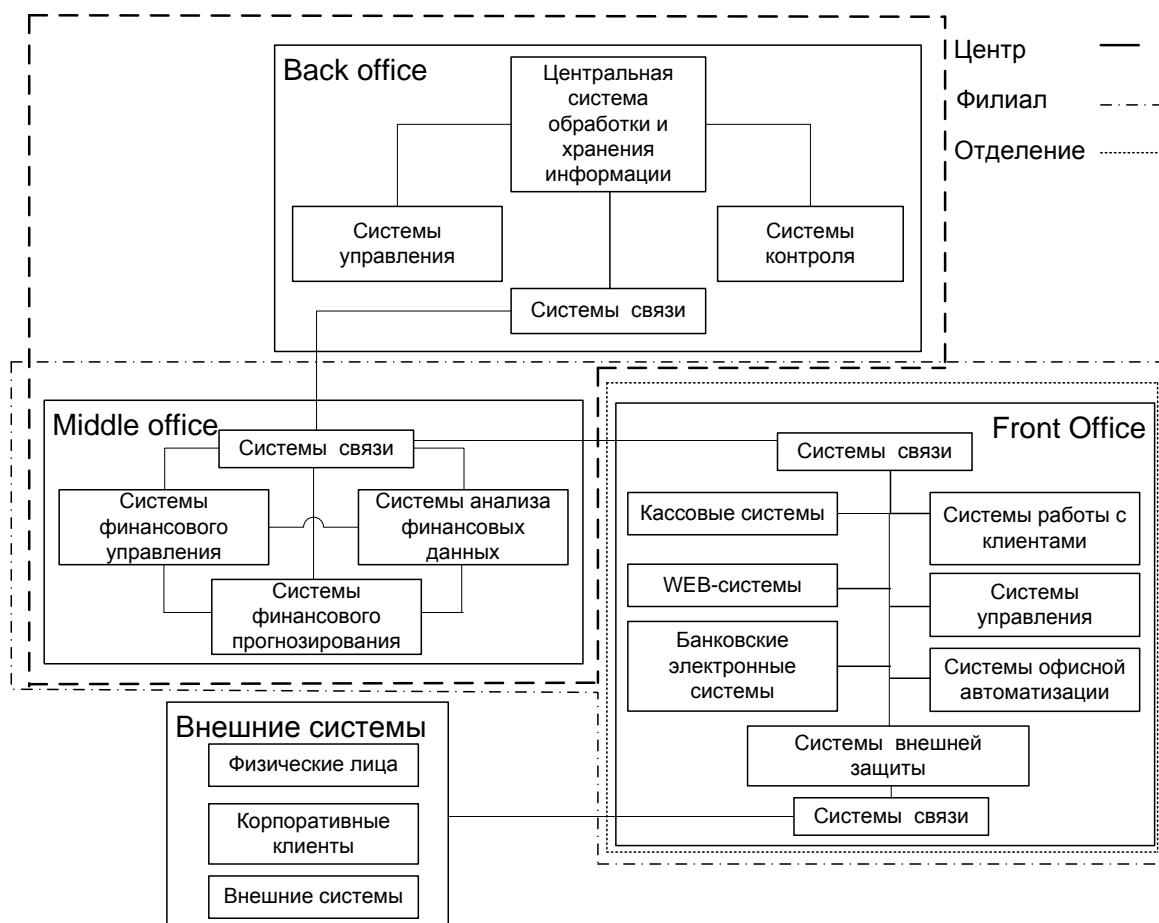 Back office
Центральная
система
обработки и
хранения
информации
Системы
управления
Системы
контроля
Системы связи
Центр
Филиал
Отделение
Middle office
Системы связи
Системы
финансового
управления
Системы анализа
финансовых
данных
Системы
финансового
прогнозирования
Front Office
Системы связи
Кассовые системы
Системы работы с
клиентами
WEB-системы
Системы
управления
Банковские
электронные
системы
Системы офисной
автоматизации
Системы внешней
защиты
Системы связи
Внешние системы
Физические лица
Корпоративные
клиенты
Внешние системы